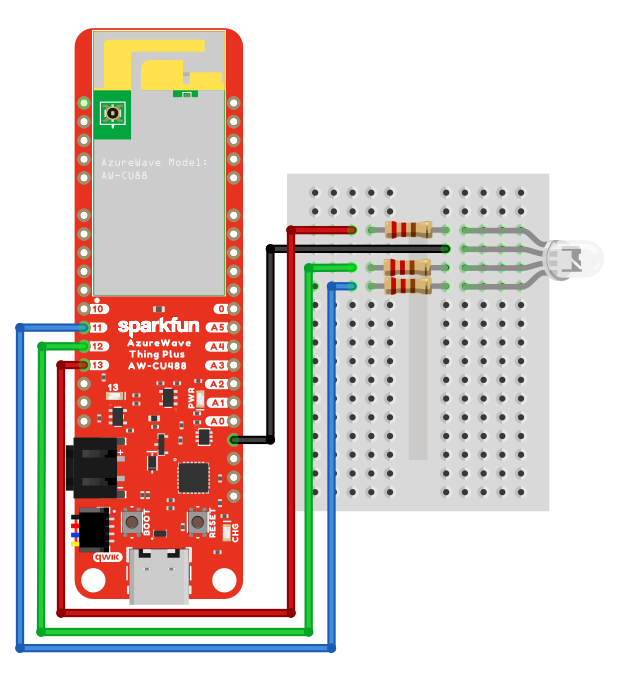 AzureWave Model:
AW-CU88
10
0
11
sparkfun
A5
12
AzureWave
A4
Thing Plus
13
AW-CU488
A3
A2
13
PWR
A1
A0
BOOT
RESET
CHG
qwiic